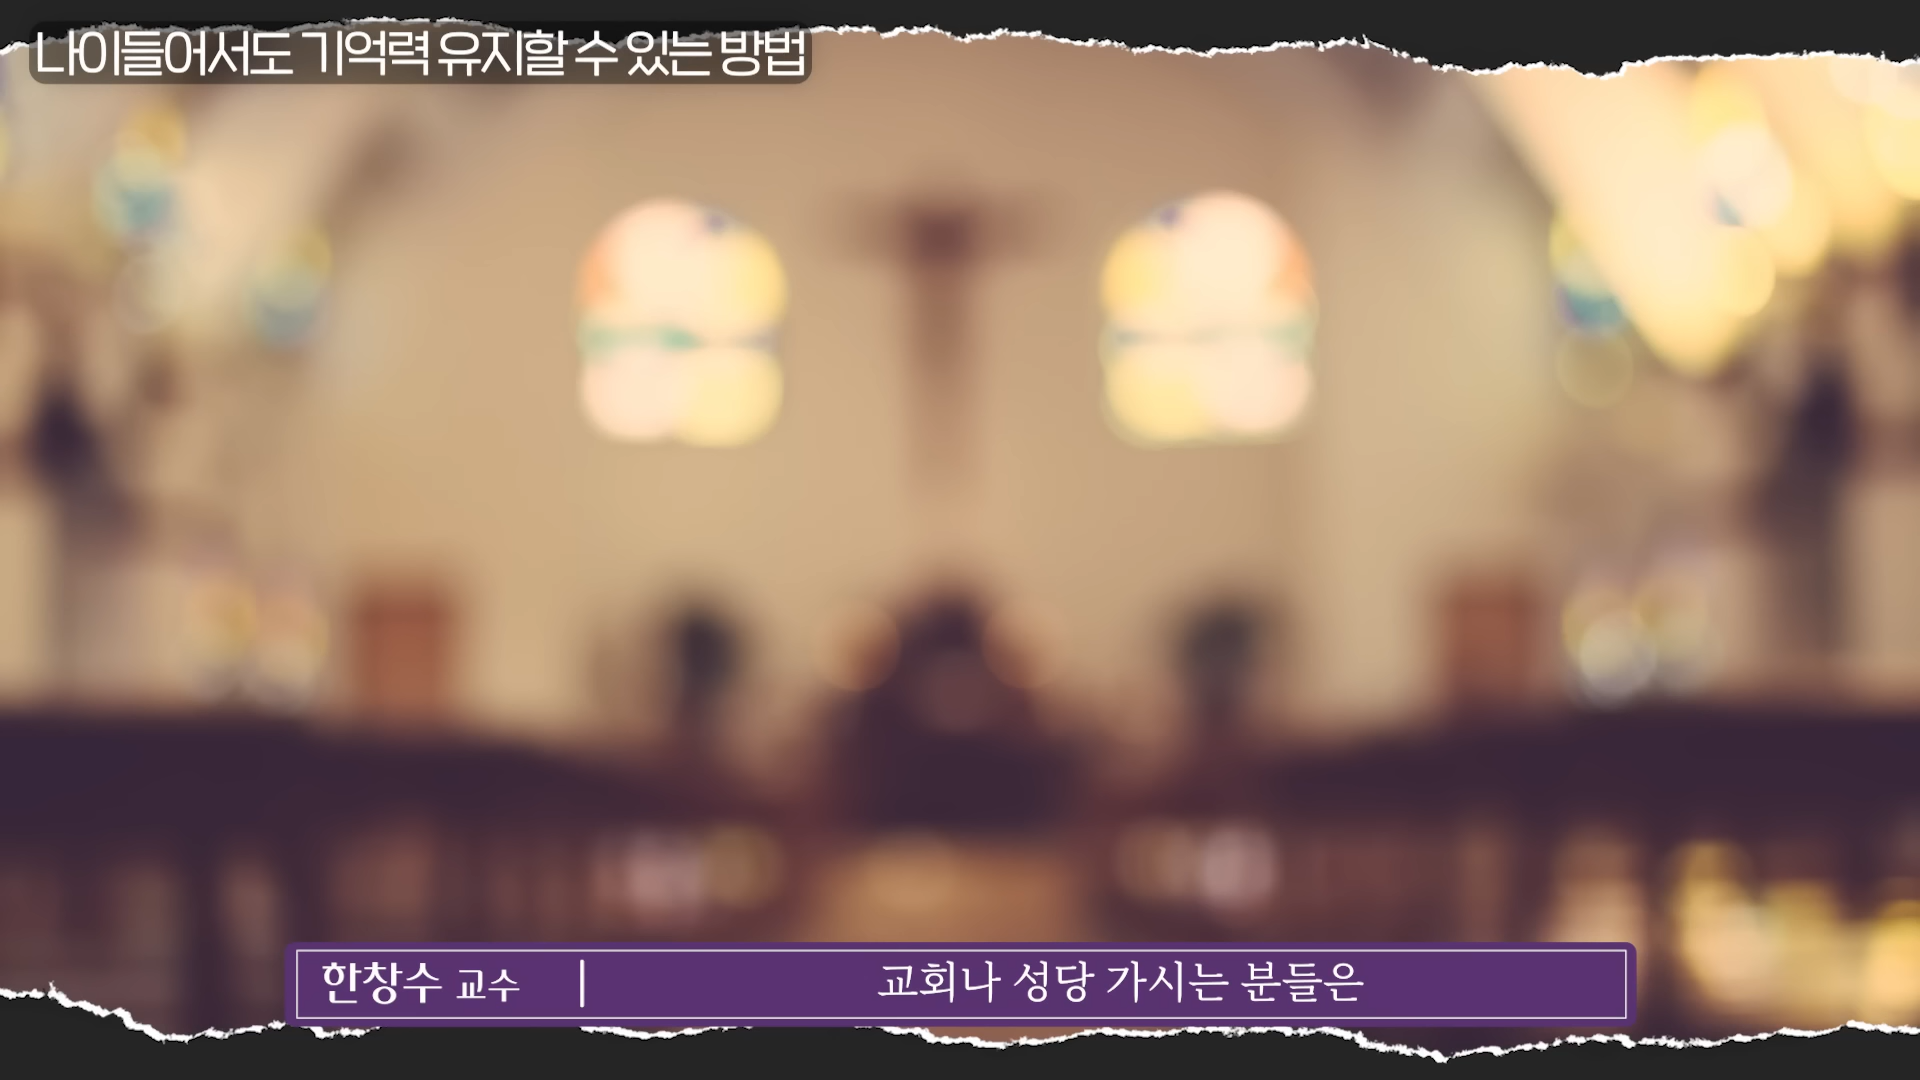 나이들어서도 기억력 유지할 수 있는 방법
한창수 교수 | 교회나 성당 가시는 분들은